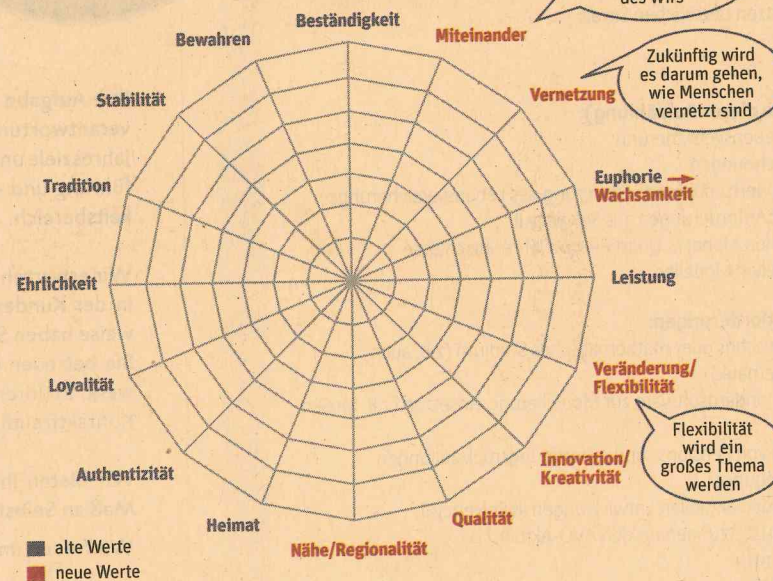 des Wirs
Beständigkeit
Bewahren
Miteinander
Stabilität
Vernetzung
Zukünftig wird
es darum gehen,
wie Menschen
vernetzt sind
Tradition
Euphorie →
Wachsamkeit
Ehrlichkeit
Leistung
Loyalität
Veränderung/
Flexibilität
Flexibilität
wird ein
großes Thema
werden
Authentizität
Innovation/
Kreativität
Heimat
Qualität
Nähe/Regionalität
alte Werte
neue Werte